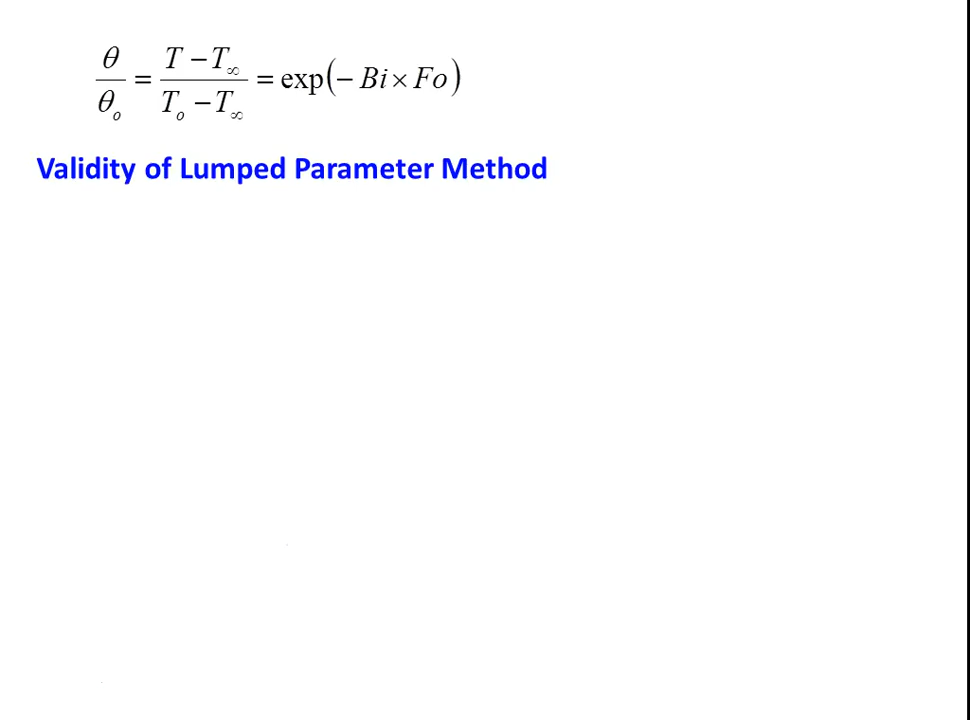 θ/θ_o = (T − T_∞)/(T_o − T_∞) = exp(− Bi × Fo)
Validity of Lumped Parameter Method